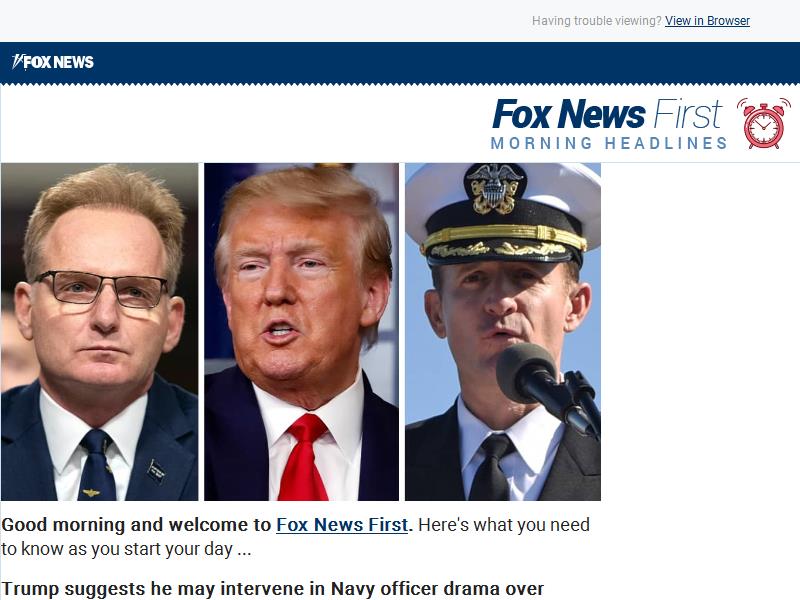 Having trouble viewing? View in Browser
FOX NEWS
Fox News First
MORNING HEADLINES
Good morning and welcome to Fox News First. Here's what you need
to know as you start your day ...
Trump suggests he may intervene in Navy officer drama over